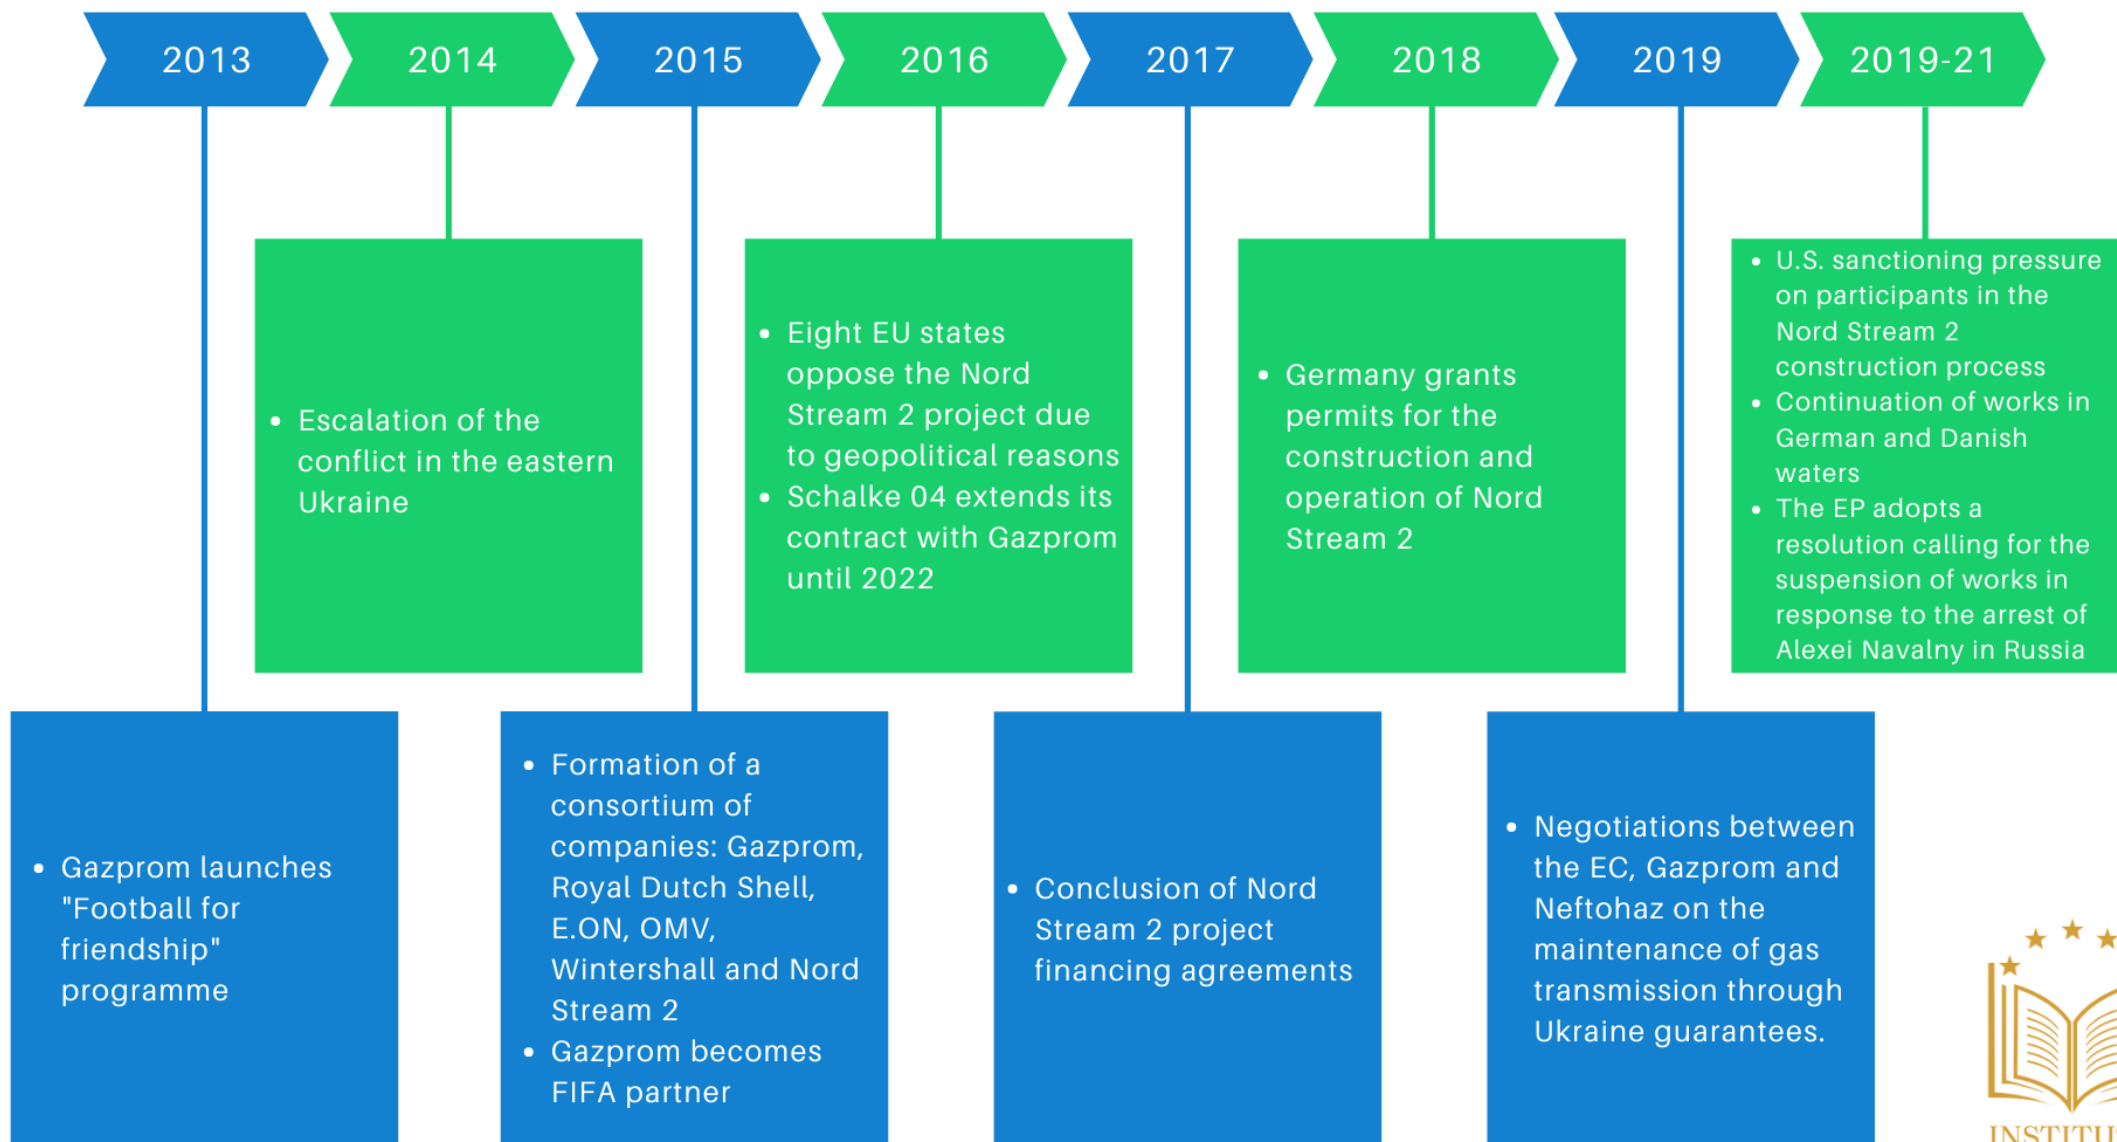 2013
2014
2015
2016
2017
2018
2019
2019-21
• Gazprom launches
"Football for
friendship"
programme
• Escalation of the
conflict in the eastern
Ukraine
• Formation of a
consortium of
companies: Gazprom,
Royal Dutch Shell,
E.ON, OMV,
Wintershall and Nord
Stream 2
• Gazprom becomes
FIFA partner
• Eight EU states
oppose the Nord
Stream 2 project due
to geopolitical reasons
• Schalke 04 extends its
contract with Gazprom
until 2022
• Conclusion of Nord
Stream 2 project
financing agreements
• Germany grants
permits for the
construction and
operation of Nord
Stream 2
• Negotiations between
the EC, Gazprom and
Neftohaz on the
maintenance of gas
transmission through
Ukraine guarantees.
• U.S. sanctioning pressure
on participants in the
Nord Stream 2
construction process
• Continuation of works in
German and Danish
waters
• The EP adopts a
resolution calling for the
suspension of works in
response to the arrest of
Alexei Navalny in Russia